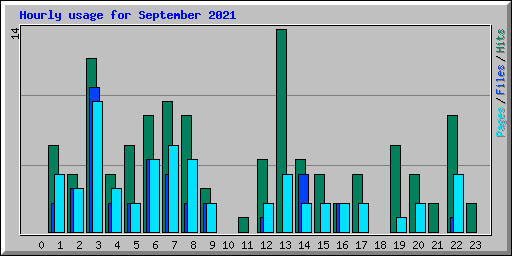 Hourly usage for September 2021
14
Pages / Files / Hits
0 1 2 3 4 5 6 7 8 9 10 11 12 13 14 15 16 17 18 19 20 21 22 23